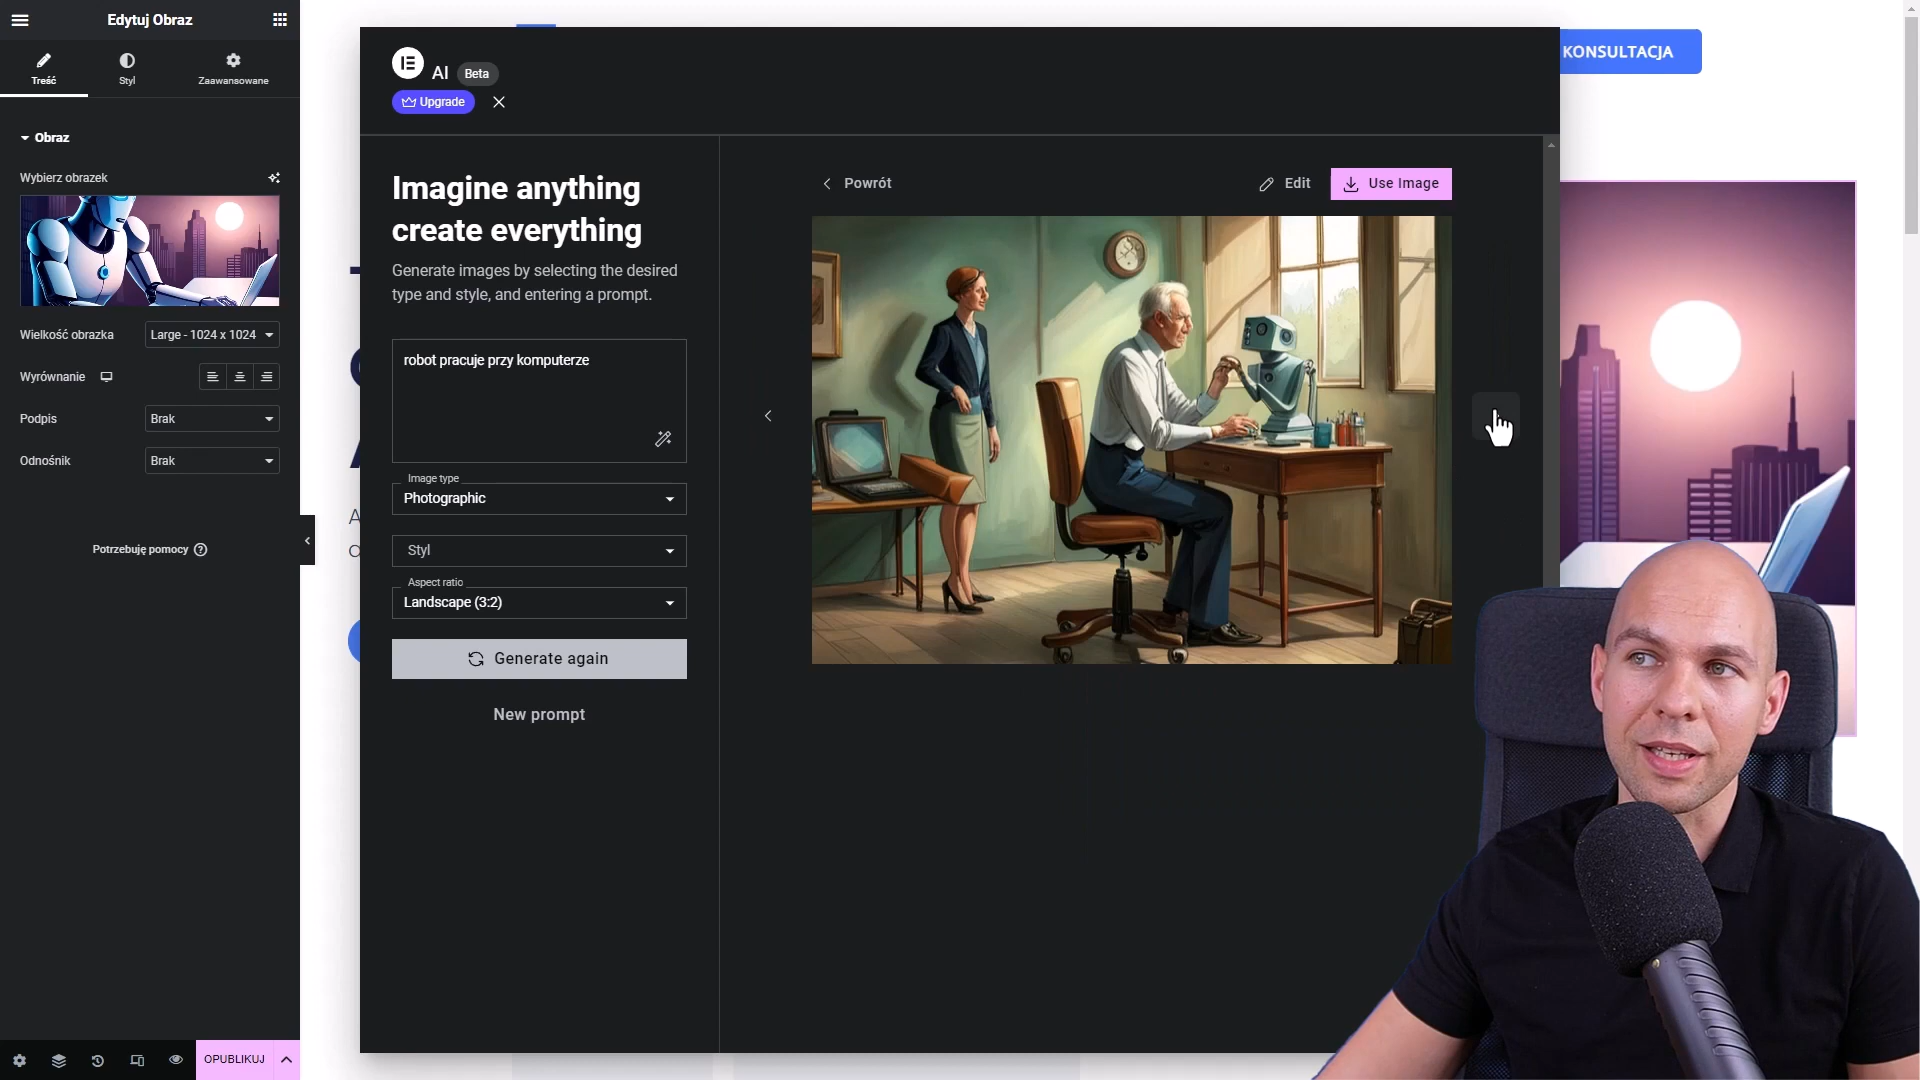 Edytuj Obraz
Treść
Styl
Zaawansowane
Obraz
Wybierz obrazek
Wielkość obrazka
Large - 1024 x 1024
Wyrównanie
Podpis
Brak
Odnośnik
Brak
Potrzebuję pomocy
OPUBLIKUJ
AI
Beta
Upgrade
Imagine anything
create everything
Generate images by selecting the desired
type and style, and entering a prompt.
robot pracuje przy komputerze
Image type
Photographic
Styl
Aspect ratio
Landscape (3:2)
Generate again
New prompt
Powrót
Edit
Use Image
KONSULTACJA